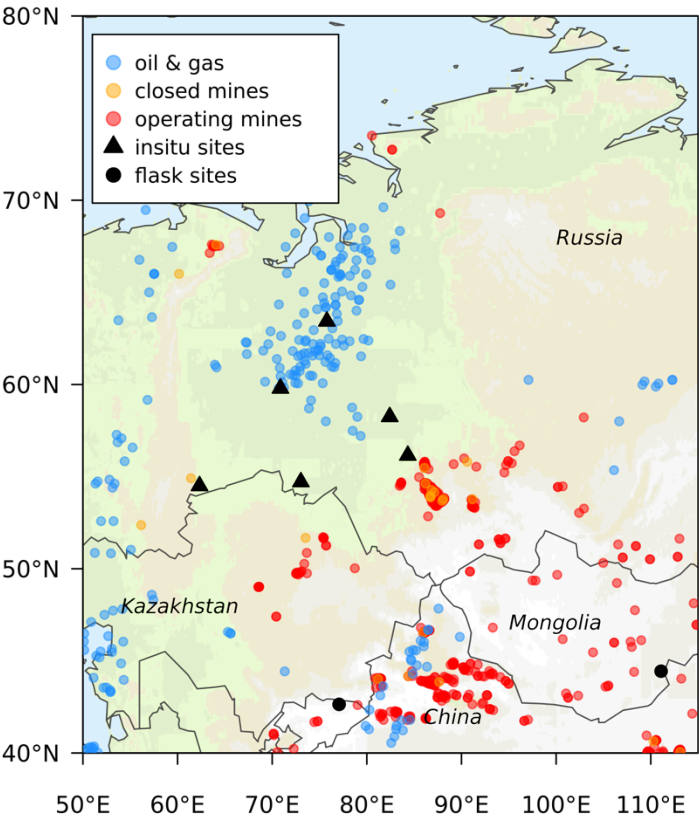 80°N
oil & gas
closed mines
operating mines
insitu sites
flask sites
70°N
Russia
60°N
50°N
Kazakhstan
Mongolia
China
40°N
50°E 60°E 70°E 80°E 90°E 100°E 110°E